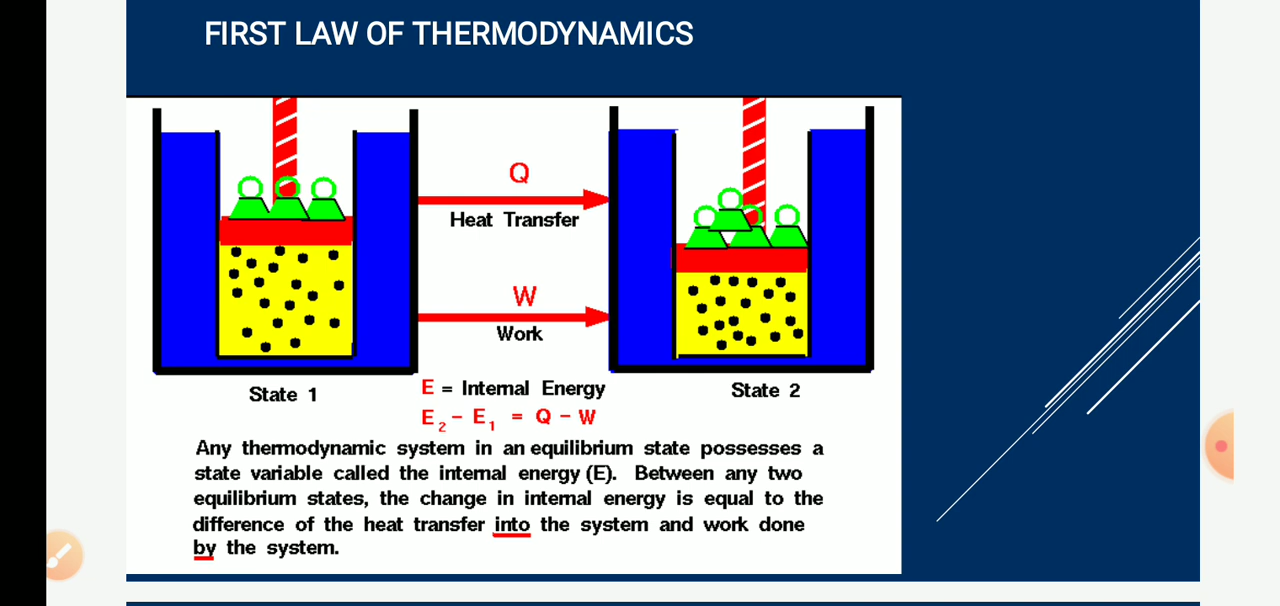 FIRST LAW OF THERMODYNAMICS
Q
Heat Transfer
W
Work
State 1
State 2
E = Internal Energy
E₂ - E₁ = Q - W
Any thermodynamic system in an equilibrium state possesses a
state variable called the internal energy (E). Between any two
equilibrium states, the change in internal energy is equal to the
difference of the heat transfer into the system and work done
by the system.